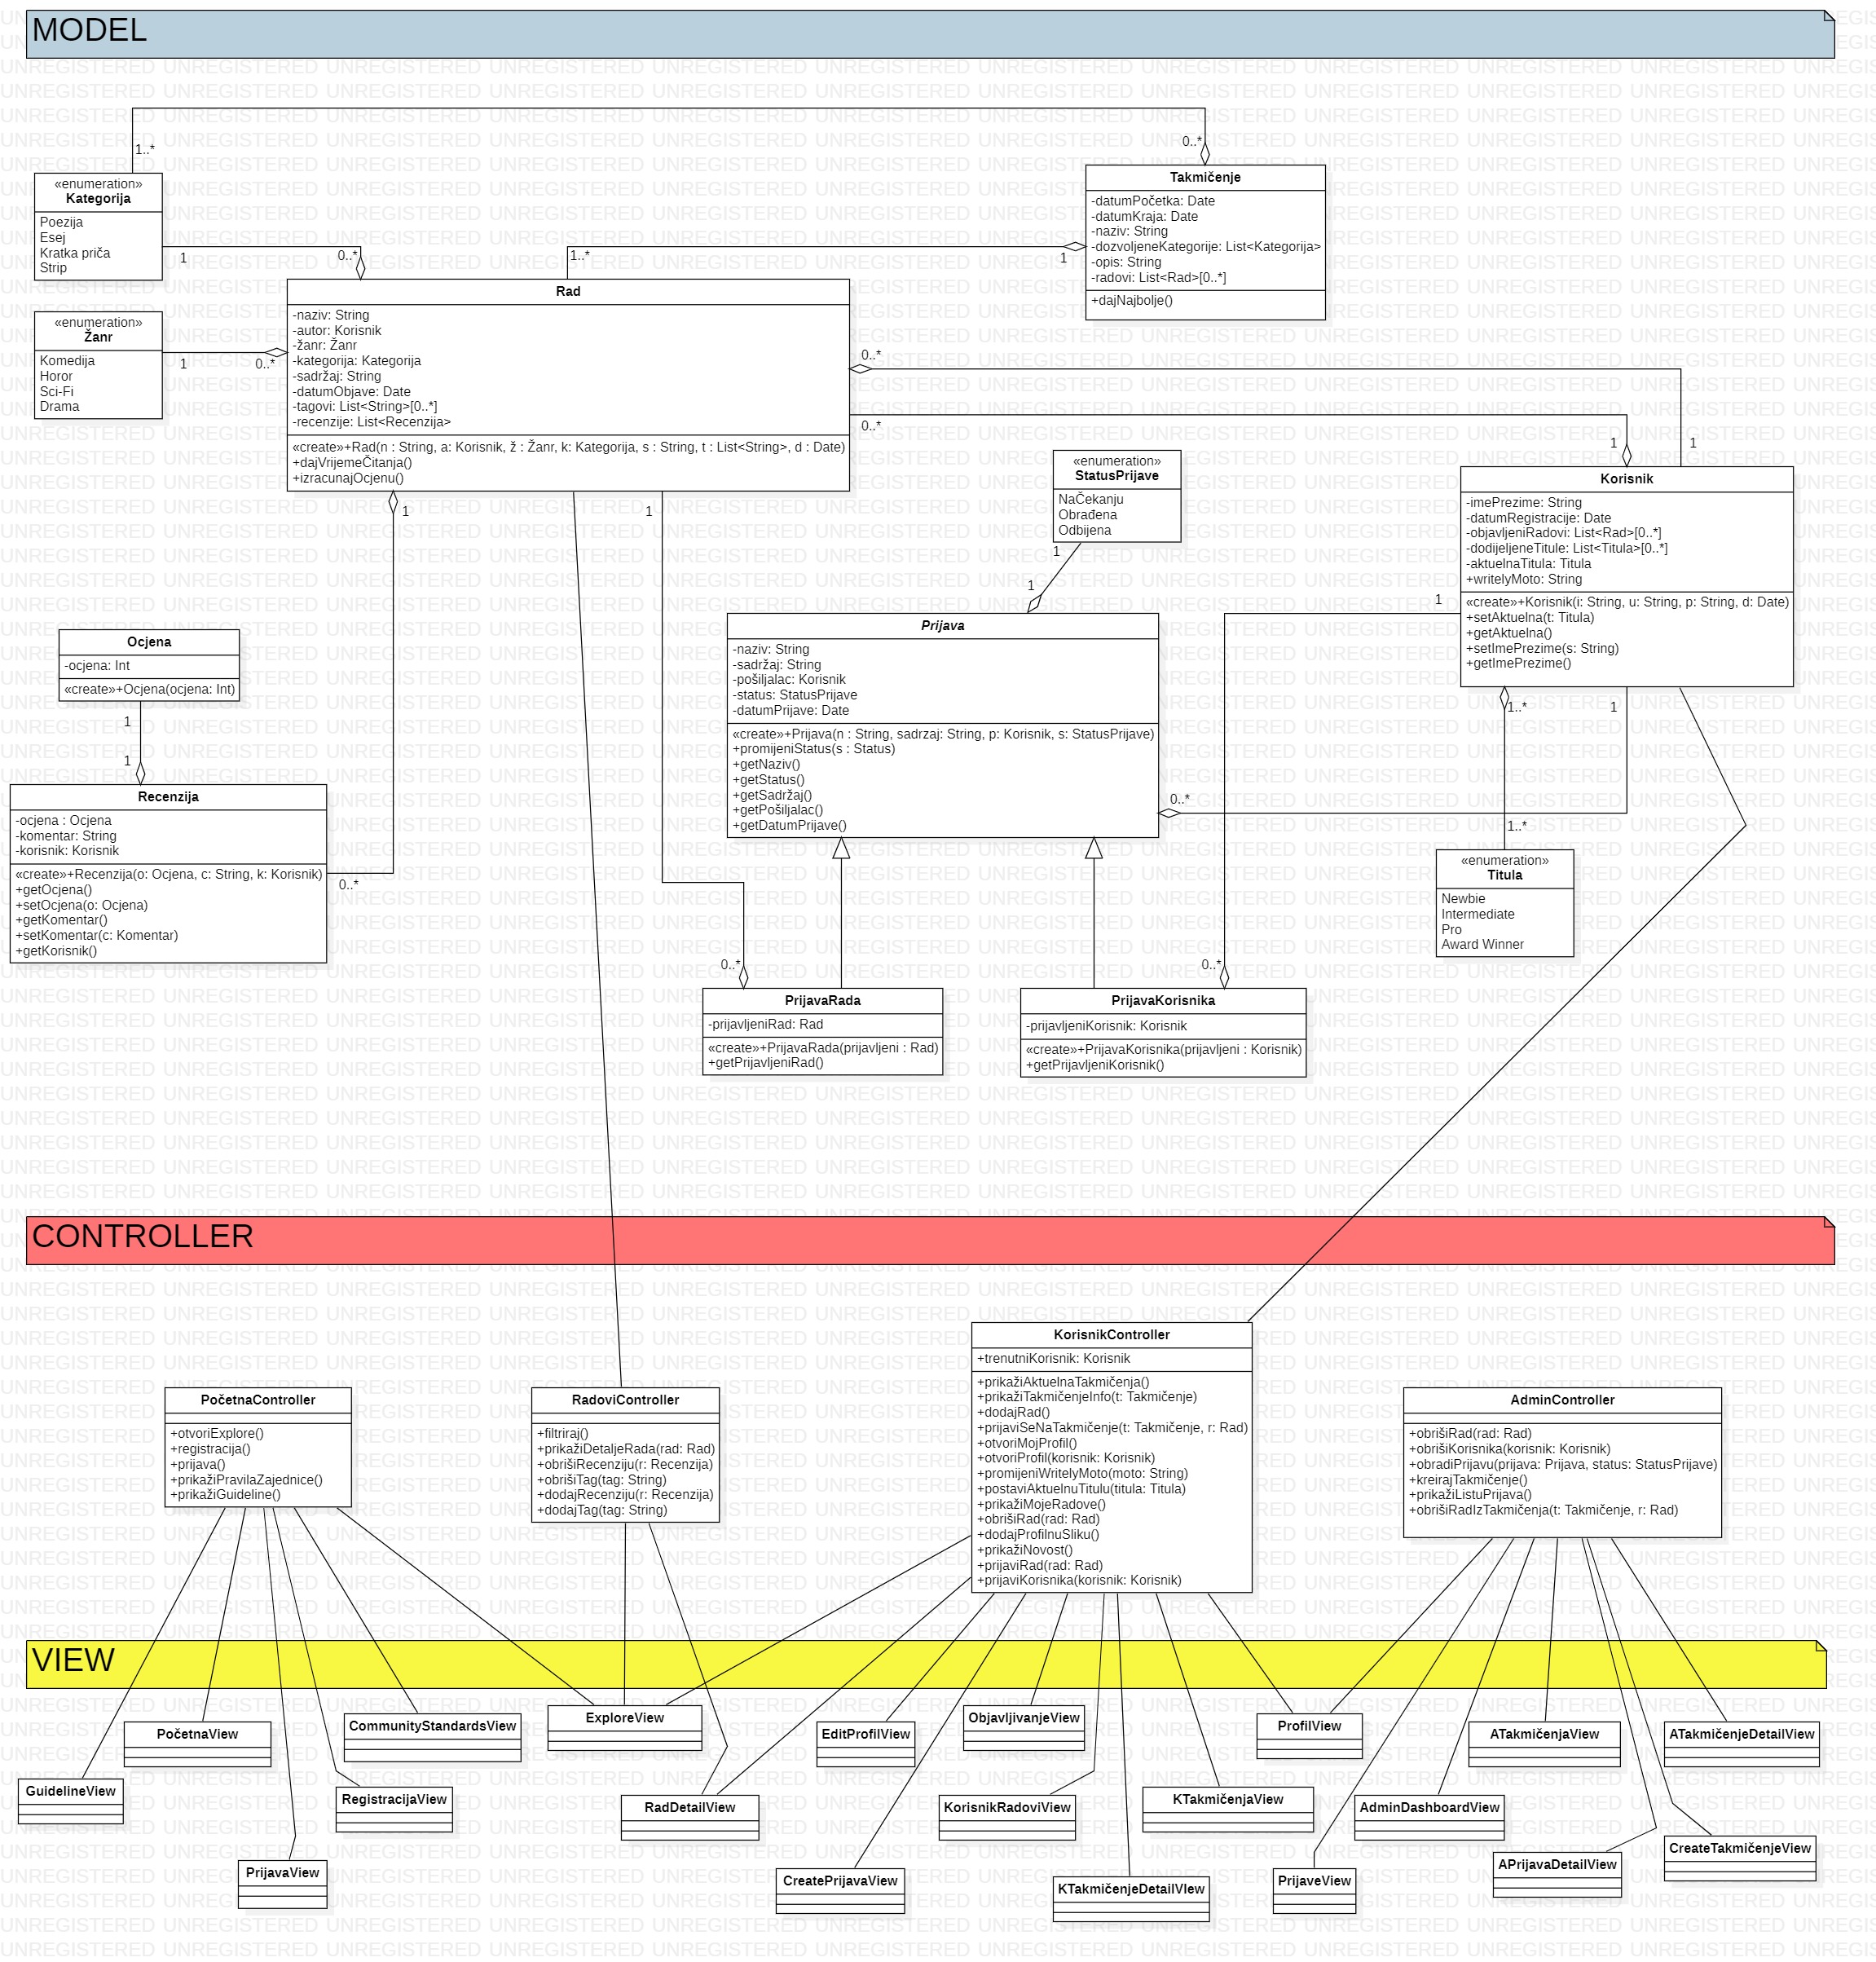 MODEL
1..*
0..*
«enumeration»
Kategorija
Poezija
Esej
Kratka priča
Strip
Takmičenje
-datumPočetka: Date
-datumKraja: Date
-naziv: String
-dozvoljeneKategorije: List<Kategorija>
-opis: String
-radovi: List<Rad>[0..*]
+dajNajbolje()
1
0..*
1..*
1
«enumeration»
Žanr
Komedija
Horor
Sci-Fi
Drama
1
0..*
Rad
-naziv: String
-autor: Korisnik
-žanr: Žanr
-kategorija: Kategorija
-sadržaj: String
-datumObjave: Date
-tagovi: List<String>[0..*]
-recenzije: List<Recenzija>
«create»+Rad(n : String, a: Korisnik, ž : Žanr, k: Kategorija, s : String, t : List<String>, d : Date)
+dajVrijemeČitanja()
+izracunajOcjenu()
0..*
0..*
1
1
1
1
«enumeration»
StatusPrijave
NaČekanju
Obrađena
Odbijena
1
1
Korisnik
-imePrezime: String
-datumRegistracije: Date
-objavljeniRadovi: List<Rad>[0..*]
-dodijeljeneTitule: List<Titula>[0..*]
-aktuelnaTitula: Titula
+writelyMoto: String
«create»+Korisnik(i: String, u: String, p: String, d: Date)
+setAktuelna(t: Titula)
+getAktuelna()
+setImePrezime(s: String)
+getImePrezime()
1
Ocjena
-ocjena: Int
«create»+Ocjena(ocjena: Int)
1
1
Prijava
-naziv: String
-sadržaj: String
-pošiljalac: Korisnik
-status: StatusPrijave
-datumPrijave: Date
«create»+Prijava(n : String, sadrzaj: String, p: Korisnik, s: StatusPrijave)
+promijeniStatus(s : Status)
+getNaziv()
+getStatus()
+getSadržaj()
+getPošiljalac()
+getDatumPrijave()
1..*
1
0..*
1..*
Recenzija
-ocjena : Ocjena
-komentar: String
-korisnik: Korisnik
«create»+Recenzija(o: Ocjena, c: String, k: Korisnik)
+getOcjena()
+setOcjena(o: Ocjena)
+getKomentar()
+setKomentar(c: Komentar)
+getKorisnik()
0..*
«enumeration»
Titula
Newbie
Intermediate
Pro
Award Winner
0..*
0..*
PrijavaRada
-prijavljeniRad: Rad
«create»+PrijavaRada(prijavljeni : Rad)
+getPrijavljeniRad()
PrijavaKorisnika
-prijavljeniKorisnik: Korisnik
«create»+PrijavaKorisnika(prijavljeni : Korisnik)
+getPrijavljeniKorisnik()
CONTROLLER
PočetnaController
+otvoriExplore()
+registracija()
+prijava()
+prikažiPravilaZajednice()
+prikažiGuideline()
RadoviController
+filtriraj()
+prikažiDetaljeRada(rad: Rad)
+obrišiRecenziju(r: Recenzija)
+obrišiTag(tag: String)
+dodajRecenziju(r: Recenzija)
+dodajTag(tag: String)
KorisnikController
+trenutniKorisnik: Korisnik
+prikažiAktuelnaTakmičenja()
+prikažiTakmičenjeInfo(t: Takmičenje)
+dodajRad()
+prijaviSeNaTakmičenje(t: Takmičenje, r: Rad)
+otvoriMojProfil()
+otvoriProfil(korisnik: Korisnik)
+promijeniWritelyMoto(moto: String)
+postaviAktuelnuTitulu(titula: Titula)
+prikažiMojeRadove()
+obrišiRad(rad: Rad)
+dodajProfilnuSliku()
+prikažiNovost()
+prijaviRad(rad: Rad)
+prijaviKorisnika(korisnik: Korisnik)
AdminController
+obrišiRad(rad: Rad)
+obrišiKorisnika(korisnik: Korisnik)
+obradiPrijavu(prijava: Prijava, status: StatusPrijave)
+kreirajTakmičenje()
+prikažiListuPrijava()
+obrišiRadIzTakmičenja(t: Takmičenje, r: Rad)
VIEW
PočetnaView
CommunityStandardsView
ExploreView
EditProfilView
ObjavljivanjeView
ProfilView
ATakmičenjaView
ATakmičenjeDetailView
GuidelineView
RegistracijaView
RadDetailView
KorisnikRadoviView
KTakmičenjaView
AdminDashboardView
CreateTakmičenjeView
PrijavaView
CreatePrijavaView
KTakmičenjeDetailVIew
PrijaveView
APrijavaDetailView
UNREGISTERED